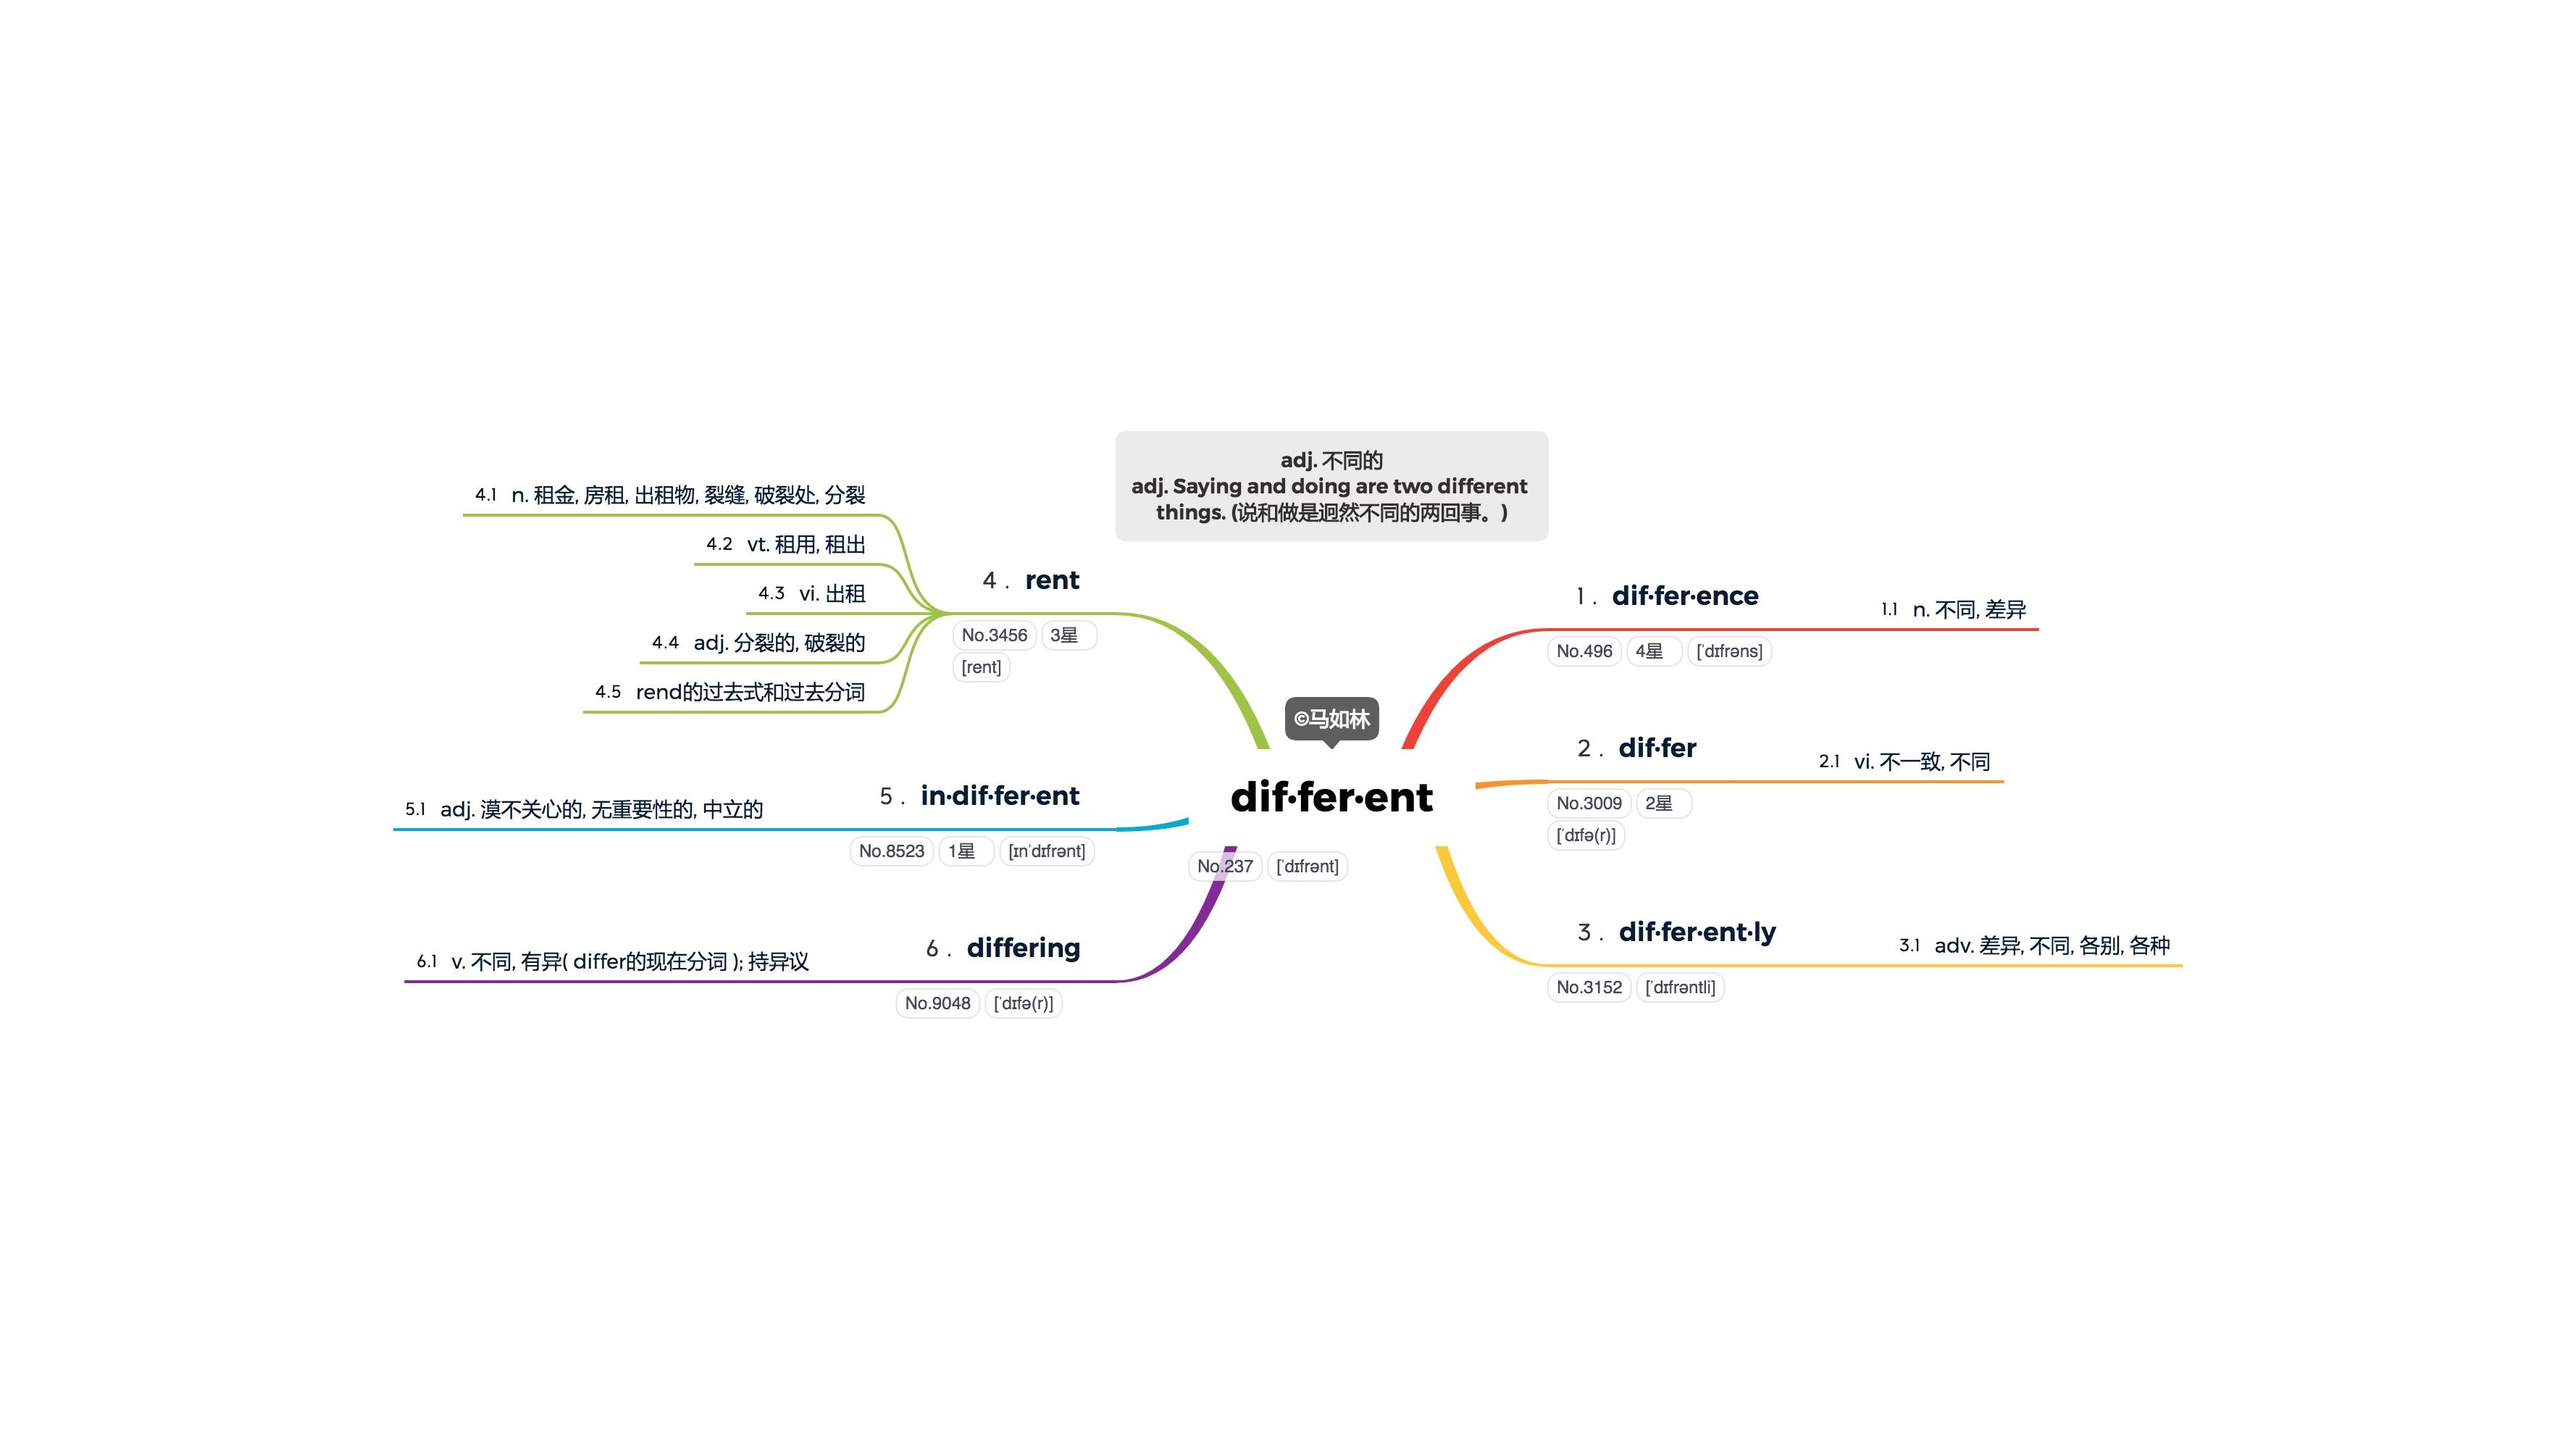 adj. 不同的
adj. Saying and doing are two different
things. (说和做是迥然不同的两回事。)
©马如林
dif·fer·ent
No.237 [ˈdɪfrənt]
1 . dif·fer·ence
No.496 4星 [ˈdɪfrəns]
1.1 n. 不同, 差异
2 . dif·fer
No.3009 2星
[ˈdɪfə(r)]
2.1 vi. 不一致, 不同
3 . dif·fer·ent·ly
No.3152 [ˈdɪfrəntli]
3.1 adv. 差异, 不同, 各别, 各种
4 . rent
No.3456 3星
[rent]
4.1 n. 租金, 房租, 出租物, 裂缝, 破裂处, 分裂
4.2 vt. 租用, 租出
4.3 vi. 出租
4.4 adj. 分裂的, 破裂的
4.5 rend的过去式和过去分词
5 . in·dif·fer·ent
No.8523 1星 [ɪnˈdɪfrənt]
5.1 adj. 漠不关心的, 无重要性的, 中立的
6 . differing
No.9048 [ˈdɪfə(r)]
6.1 v. 不同, 有异( differ的现在分词 ); 持异议